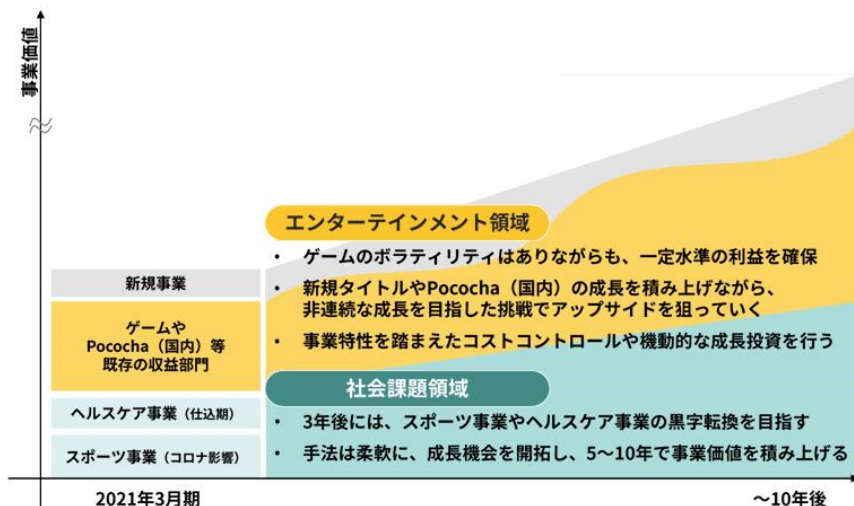 事業価値
エンターテインメント領域
・ ゲームのボラティリティはありながらも、一定水準の利益を確保
・ 新規タイトルやPococha（国内）の成長を積み上げながら、
非連続な成長を目指した挑戦でアップサイドを狙っていく
・ 事業特性を踏まえたコストコントロールや機動的な成長投資を行う
新規事業
ゲームや
Pococha（国内）等
既存の収益部門
ヘルスケア事業（仕込期）
スポーツ事業（コロナ影響）
社会課題領域
・ 3年後には、スポーツ事業やヘルスケア事業の黒字転換を目指す
・ 手法は柔軟に、成長機会を開拓し、5〜10年で事業価値を積み上げる
2021年3月期
〜10年後